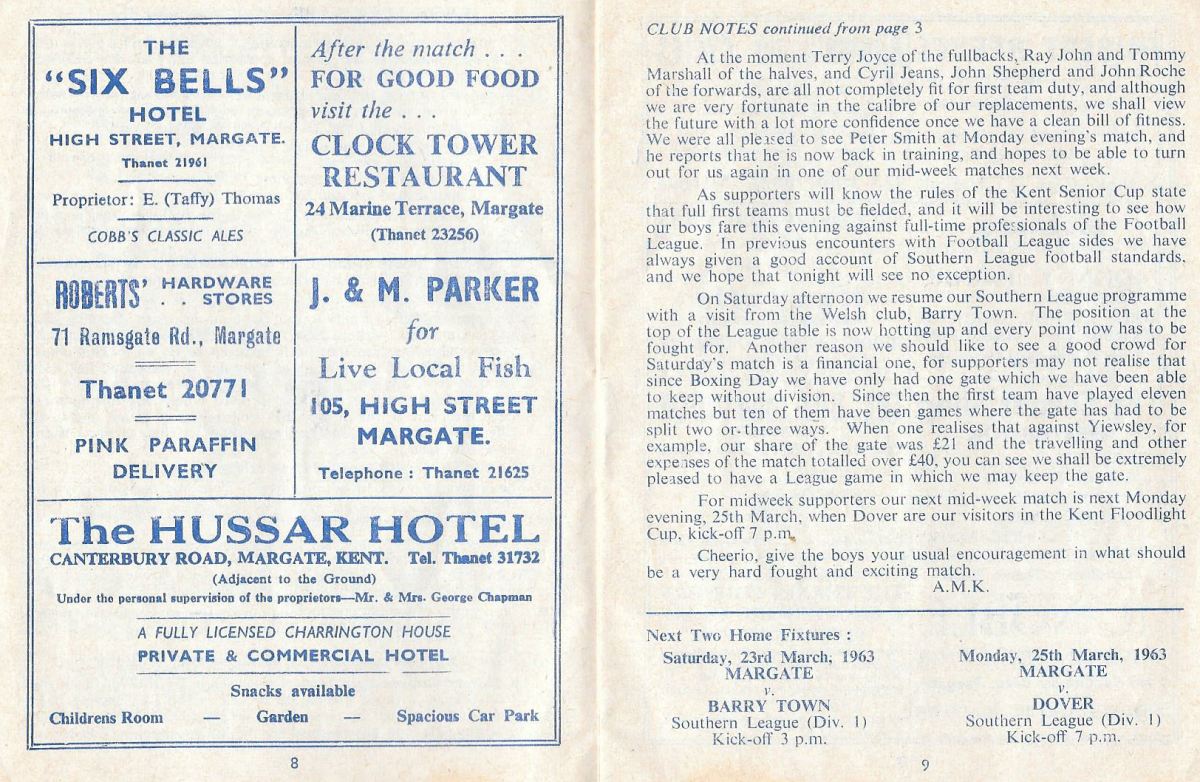 THE
"SIX BELLS"
HOTEL
HIGH STREET, MARGATE.
Thanet 21961
Proprietor: E. (Taffy) Thomas
COBB'S CLASSIC ALES
After the match . . .
FOR GOOD FOOD
visit the . . .
CLOCK TOWER
RESTAURANT
24 Marine Terrace, Margate
(Thanet 23256)
ROBERTS' HARDWARE
. . STORES
71 Ramsgate Rd., Margate
Thanet 20771
PINK PARAFFIN
DELIVERY
J. & M. PARKER
for
Live Local Fish
105, HIGH STREET
MARGATE.
Telephone : Thanet 21625
The HUSSAR HOTEL
CANTERBURY ROAD, MARGATE, KENT. Tel. Thanet 31732
(Adjacent to the Ground)
Under the personal supervision of the proprietors—Mr. & Mrs. George Chapman
A FULLY LICENSED CHARRINGTON HOUSE
PRIVATE & COMMERCIAL HOTEL
Snacks available
Childrens Room — Garden — Spacious Car Park
8
CLUB NOTES continued from page 3
At the moment Terry Joyce of the fullbacks, Ray Hunt and Tommy
Marshall of the halves, and Cyril Ellis, John Shepherd and John Roche
of the forwards, are all not really ready for first team duty, and although
we are very fortunate in the calibre of our replacements, we shall view
the future with a lot more confidence once we have a clean bill of fitness.
We were all pleased to see Peter Smith at Monday evening's match, and
he reports that he is now back in training, and hopes to be able to turn
out for us again in one of our mid-week matches next week.
As supporters will know, the rules of the Kent Senior Cup state
that full first teams must be fielded, and it will be interesting to see how
our boys face this evening against full-time professionals of the Football
League. In previous encounters with Football League sides we have
always given a good account of Southern League football standards.
and we hope that tonight will see no exception.
On Saturday afternoon we resume our Southern League programme
with a visit from the Welsh club, Barry Town. The position at the
top of the League table is now hotting up and every point now has to be
fought for. Another reason we should like to see a good crowd for
Saturday's match is a financial one, for supporters may not realise that
since Boxing Day we have only had one gate which we have been able
to keep without division. Since then the first team have played eleven
matches but ten of them have been games where the gate has had to be
split two or three ways. When one realises that against Yiewsley, for
example, our share of the gate was £21 and the travelling and other
expenses of the match totalled over £40, you can see we shall be extremely
pleased to have a League game in which we may keep the gate.
For midweek supporters our next mid-week match is next Monday
evening, 25th March, when Dover are our visitors in the Kent Floodlight
Cup, kick-off 7 p.m.
Cheerio, give the boys plenty of vocal encouragement in what should
be a very hard fought and exciting match.
A.M.K.
Next Two Home Fixtures :
Saturday, 23rd March, 1963
MARGATE
v.
BARRY TOWN
Southern League (Div. 1)
Kick-off 3 p.m.
Monday, 25th March, 1963
MARGATE
v.
DOVER
Southern League (Div. 1)
Kick-off 7 p.m.
9